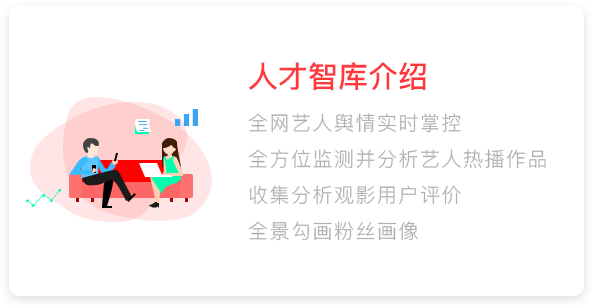 人才智库介绍
全网艺人舆情实时掌控
全方位监测并分析艺人热播作品
收集分析观影用户评价
全景勾画粉丝画像